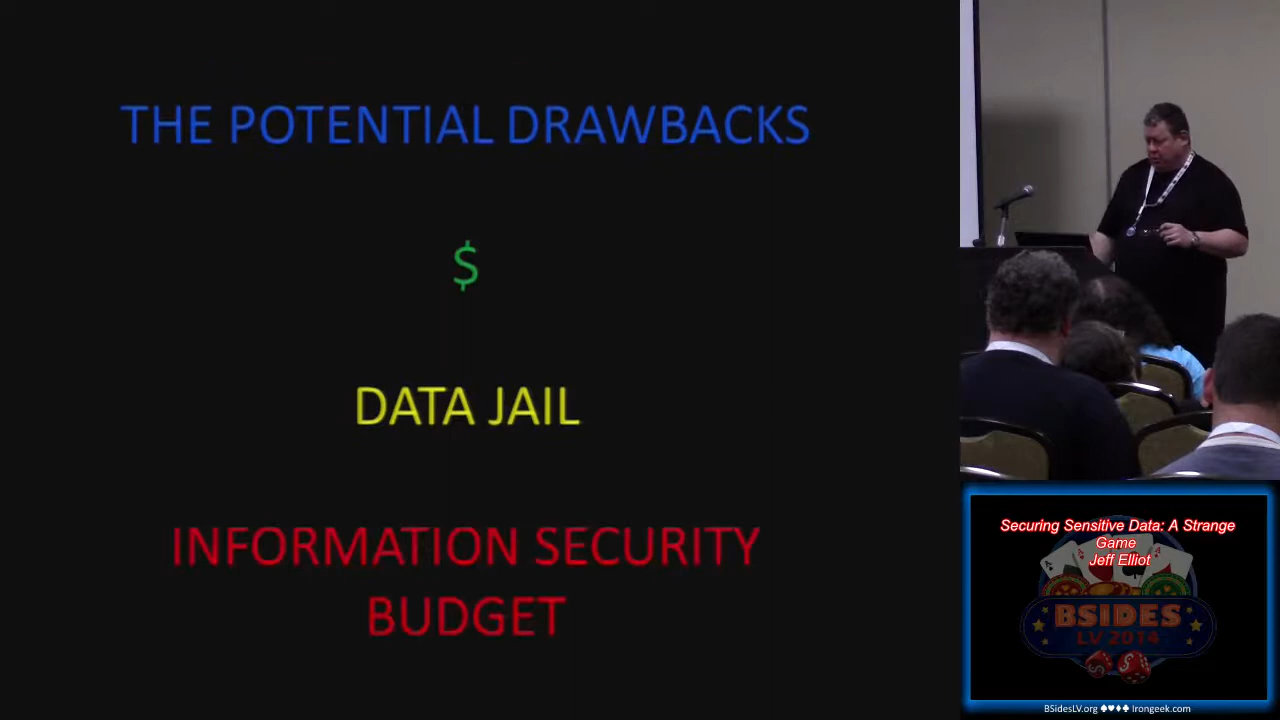 THE POTENTIAL DRAWBACKS
$
DATA JAIL
INFORMATION SECURITY
BUDGET
Securing Sensitive Data: A Strange
Game
Jeff Elliot
BSIDES
LV 2014
BSidesLV.org ♠♥♦♣ Irongeek.com